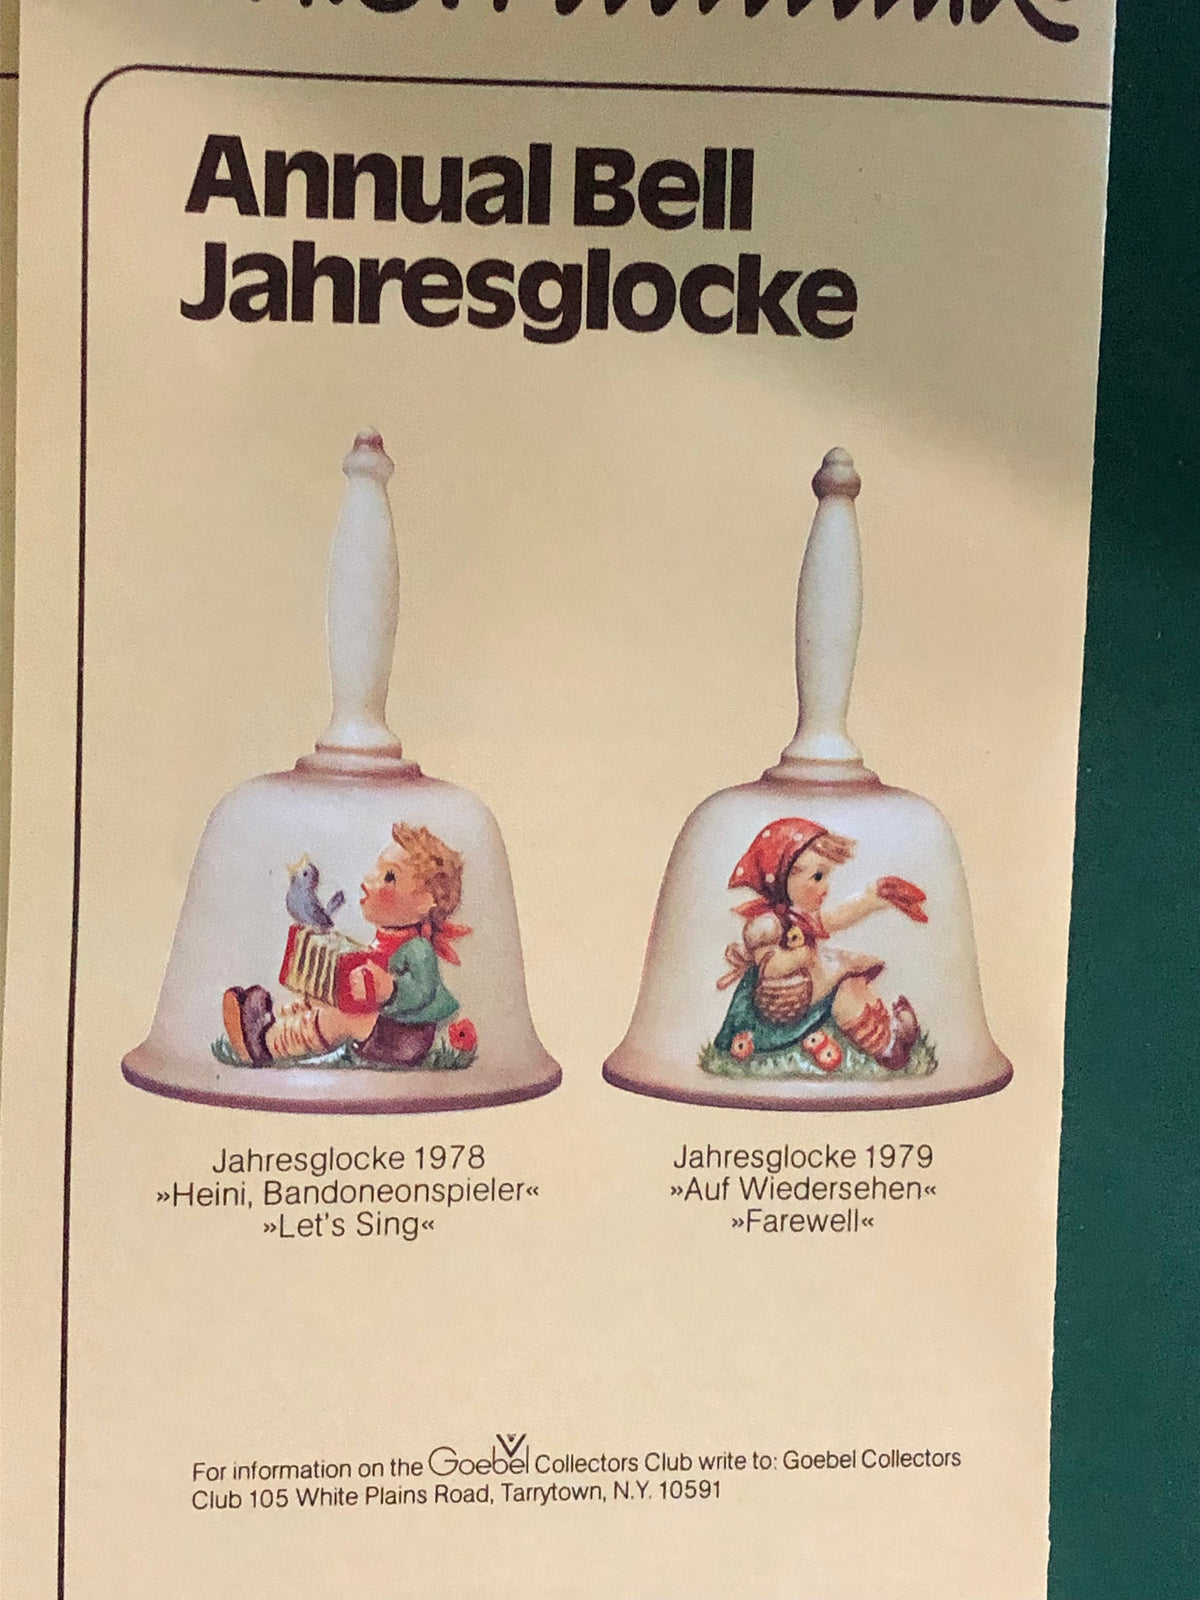 Annual Bell
Jahresglocke
Jahresglocke 1978
»Heini, Bandoneonspieler«
»Let's Sing«
Jahresglocke 1979
»Auf Wiedersehen«
»Farewell«
For information on the Goebel Collectors Club write to: Goebel Collectors
Club 105 White Plains Road, Tarrytown, N.Y. 10591